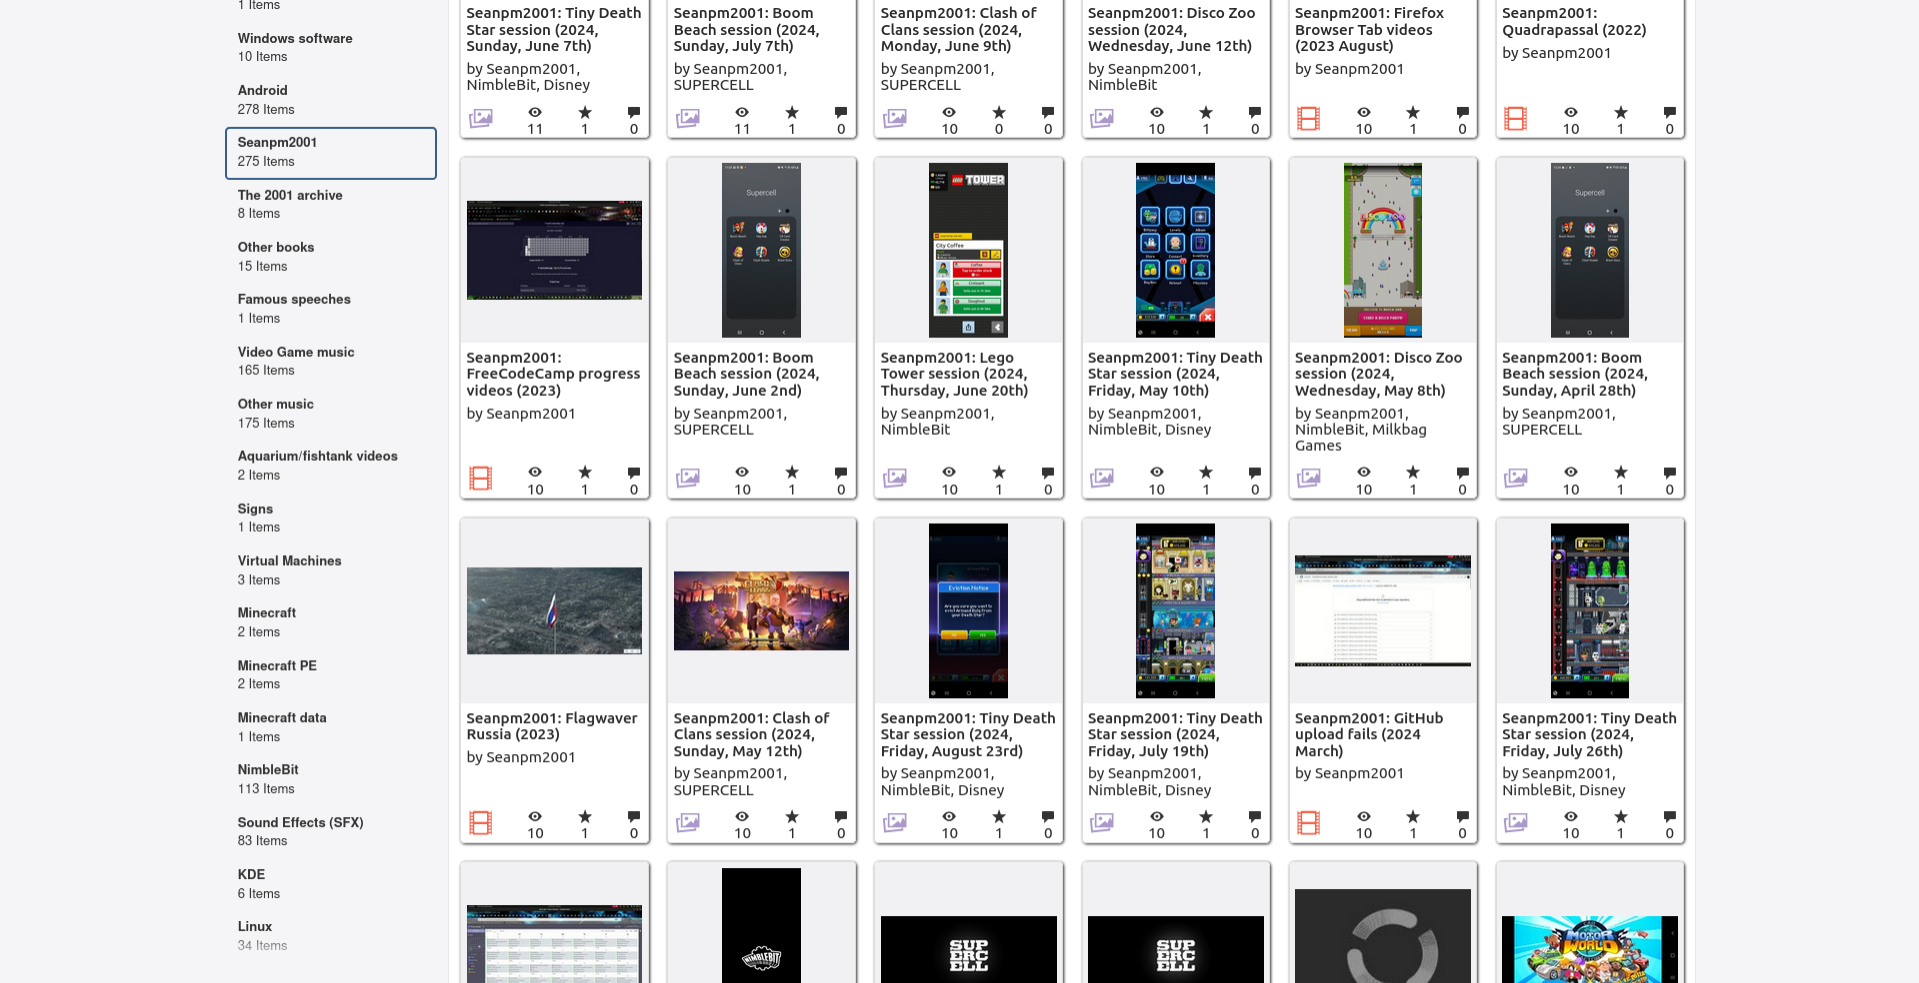 1 Items
Windows software
10 Items
Android
278 Items
Seanpm2001
275 Items
The 2001 archive
8 Items
Other books
15 Items
Famous speeches
1 Items
Video Game music
165 Items
Other music
175 Items
Aquarium/fishtank videos
2 Items
Signs
1 Items
Virtual Machines
3 Items
Minecraft
2 Items
Minecraft PE
2 Items
Minecraft data
1 Items
NimbleBit
113 Items
Sound Effects (SFX)
83 Items
KDE
6 Items
Linux
34 Items
Seanpm2001: Tiny Death
Star session (2024,
Sunday, June 7th)
by Seanpm2001,
NimbleBit, Disney
11 1 0
Seanpm2001: Boom
Beach session (2024,
Sunday, July 7th)
by Seanpm2001,
SUPERCELL
11 1 0
Seanpm2001: Clash of
Clans session (2024,
Monday, June 9th)
by Seanpm2001,
SUPERCELL
10 0 0
Seanpm2001: Disco Zoo
session (2024,
Wednesday, June 12th)
by Seanpm2001,
NimbleBit
10 1 0
Seanpm2001: Firefox
Browser Tab videos
(2023 August)
by Seanpm2001
10 1 0
Seanpm2001:
Quadrapassal (2022)
by Seanpm2001
10 1 0
Seanpm2001:
FreeCodeCamp progress
videos (2023)
by Seanpm2001
10 1 0
Supercell
Seanpm2001: Boom
Beach session (2024,
Sunday, June 2nd)
by Seanpm2001,
SUPERCELL
10 1 0
LEGO TOWER
City Coffee
Seanpm2001: Lego
Tower session (2024,
Thursday, June 20th)
by Seanpm2001,
NimbleBit
10 1 0
Seanpm2001: Tiny Death
Star session (2024,
Friday, May 10th)
by Seanpm2001,
NimbleBit, Disney
10 1 0
Seanpm2001: Disco Zoo
session (2024,
Wednesday, May 8th)
by Seanpm2001,
NimbleBit, Milkbag
Games
10 1 0
Supercell
Seanpm2001: Boom
Beach session (2024,
Sunday, April 28th)
by Seanpm2001,
SUPERCELL
10 1 0
Seanpm2001: Flagwaver
Russia (2023)
by Seanpm2001
10 1 0
Seanpm2001: Clash of
Clans session (2024,
Sunday, May 12th)
by Seanpm2001,
SUPERCELL
10 1 0
Eviction Notice
Seanpm2001: Tiny Death
Star session (2024,
Friday, August 23rd)
by Seanpm2001,
NimbleBit, Disney
10 1 0
Seanpm2001: Tiny Death
Star session (2024,
Friday, July 19th)
by Seanpm2001,
NimbleBit, Disney
10 1 0
Seanpm2001: GitHub
upload fails (2024
March)
by Seanpm2001
10 1 0
Seanpm2001: Tiny Death
Star session (2024,
Friday, July 26th)
by Seanpm2001,
NimbleBit, Disney
10 1 0
NIMBLEBIT
SUP
ERC
ELL
SUP
ERC
ELL
MOTOR
WORLD